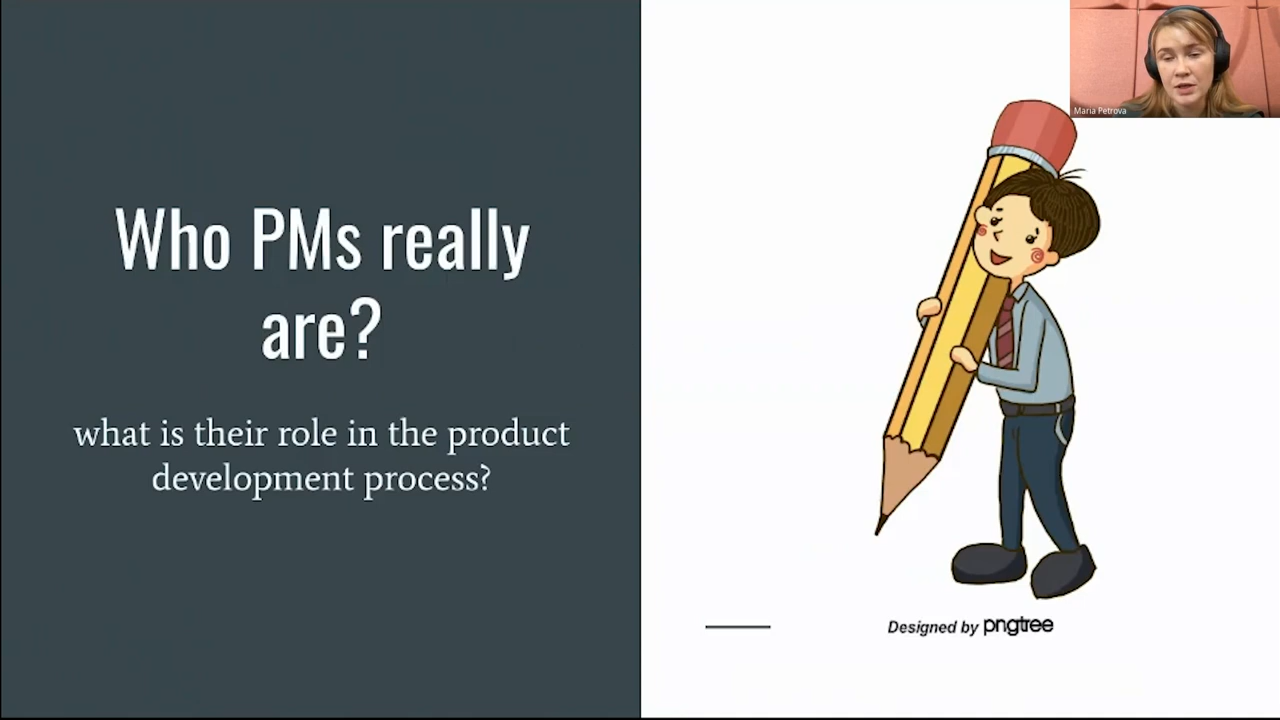 Who PMs really
are?
what is their role in the product
development process?
Maria Petrova
Designed by pngtree